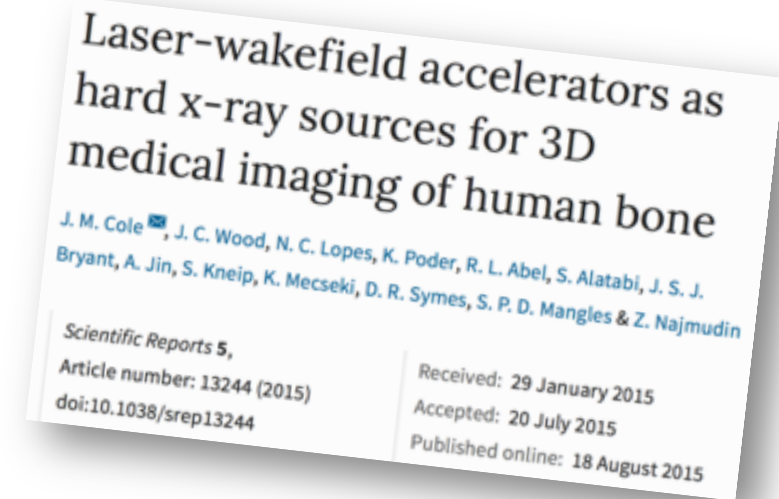 Laser-wakefield accelerators as
hard x-ray sources for 3D
medical imaging of human bone
J. M. Cole, J. C. Wood, N. C. Lopes, K. Poder, R. L. Abel, S. Alatabi, J. S. J.
Bryant, A. Jin, S. Kneip, K. Mecseki, D. R. Symes, S. P. D. Mangles & Z. Najmudin
Scientific Reports 5,
Article number: 13244 (2015)
doi:10.1038/srep13244
Received: 29 January 2015
Accepted: 20 July 2015
Published online: 18 August 2015